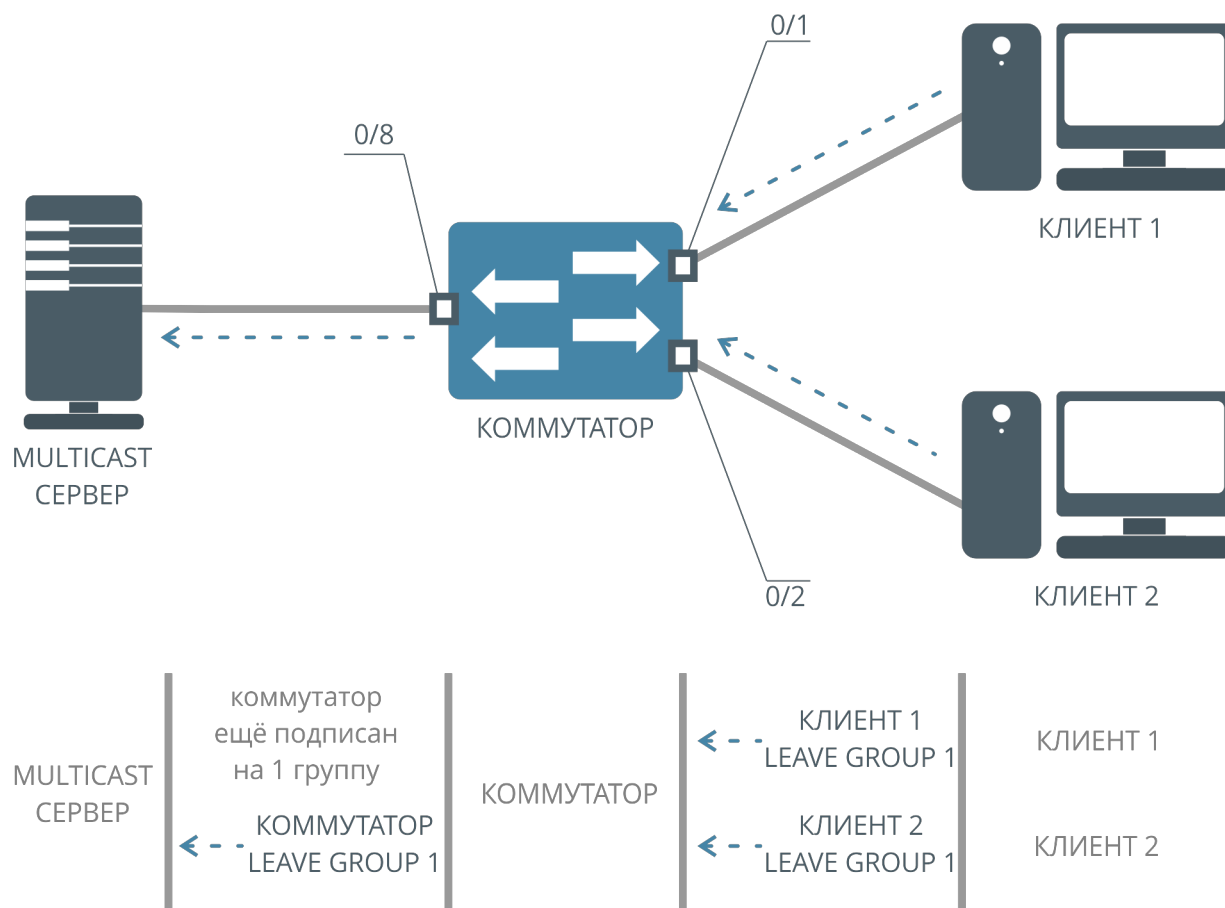 0/1
0/8
КЛИЕНТ 1
КОММУТАТОР
MULTICAST
СЕРВЕР
0/2
КЛИЕНТ 2
коммутатор
ещё подписан
на 1 группу
КЛИЕНТ 1
LEAVE GROUP 1
КЛИЕНТ 1
MULTICAST
СЕРВЕР
КОММУТАТОР
КОММУТАТОР
LEAVE GROUP 1
КЛИЕНТ 2
LEAVE GROUP 1
КЛИЕНТ 2